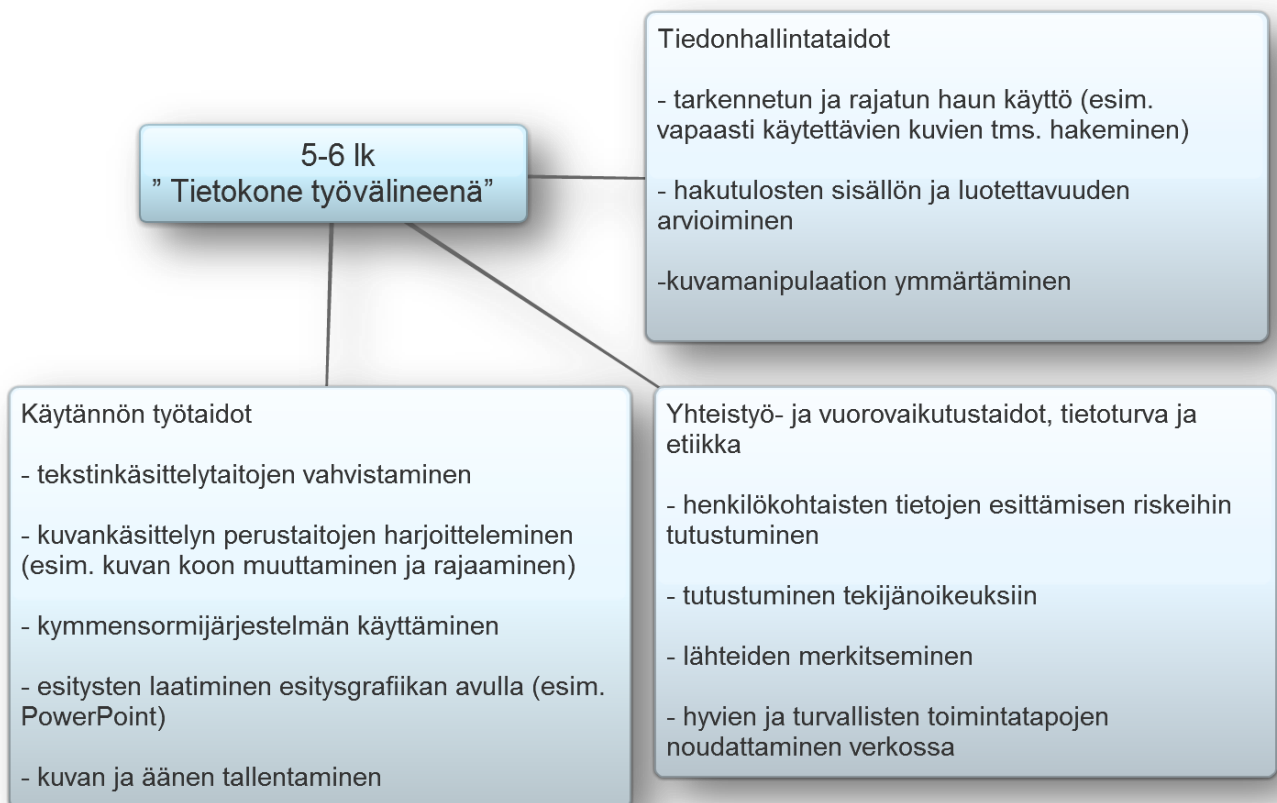 5-6 lk
” Tietokone työvälineenä”
Tiedonhallintataidot
- tarkennetun ja rajatun haun käyttö (esim.
vapaasti käytettävien kuvien tms. hakeminen)
- hakutulosten sisällön ja luotettavuuden
arvioiminen
-kuvamanipulaation ymmärtäminen
Käytännön työtaidot
- tekstinkäsittelytaitojen vahvistaminen
- kuvankäsittelyn perustaitojen harjoitteleminen
(esim. kuvan koon muuttaminen ja rajaaminen)
- kymmensormijärjestelmän käyttäminen
- esitysten laatiminen esitysgrafiikan avulla (esim.
PowerPoint)
- kuvan ja äänen tallentaminen
Yhteistyö- ja vuorovaikutustaidot, tietoturva ja
etiikka
- henkilökohtaisten tietojen esittämisen riskeihin
tutustuminen
- tutustuminen tekijänoikeuksiin
- lähteiden merkitseminen
- hyvien ja turvallisten toimintatapojen
noudattaminen verkossa